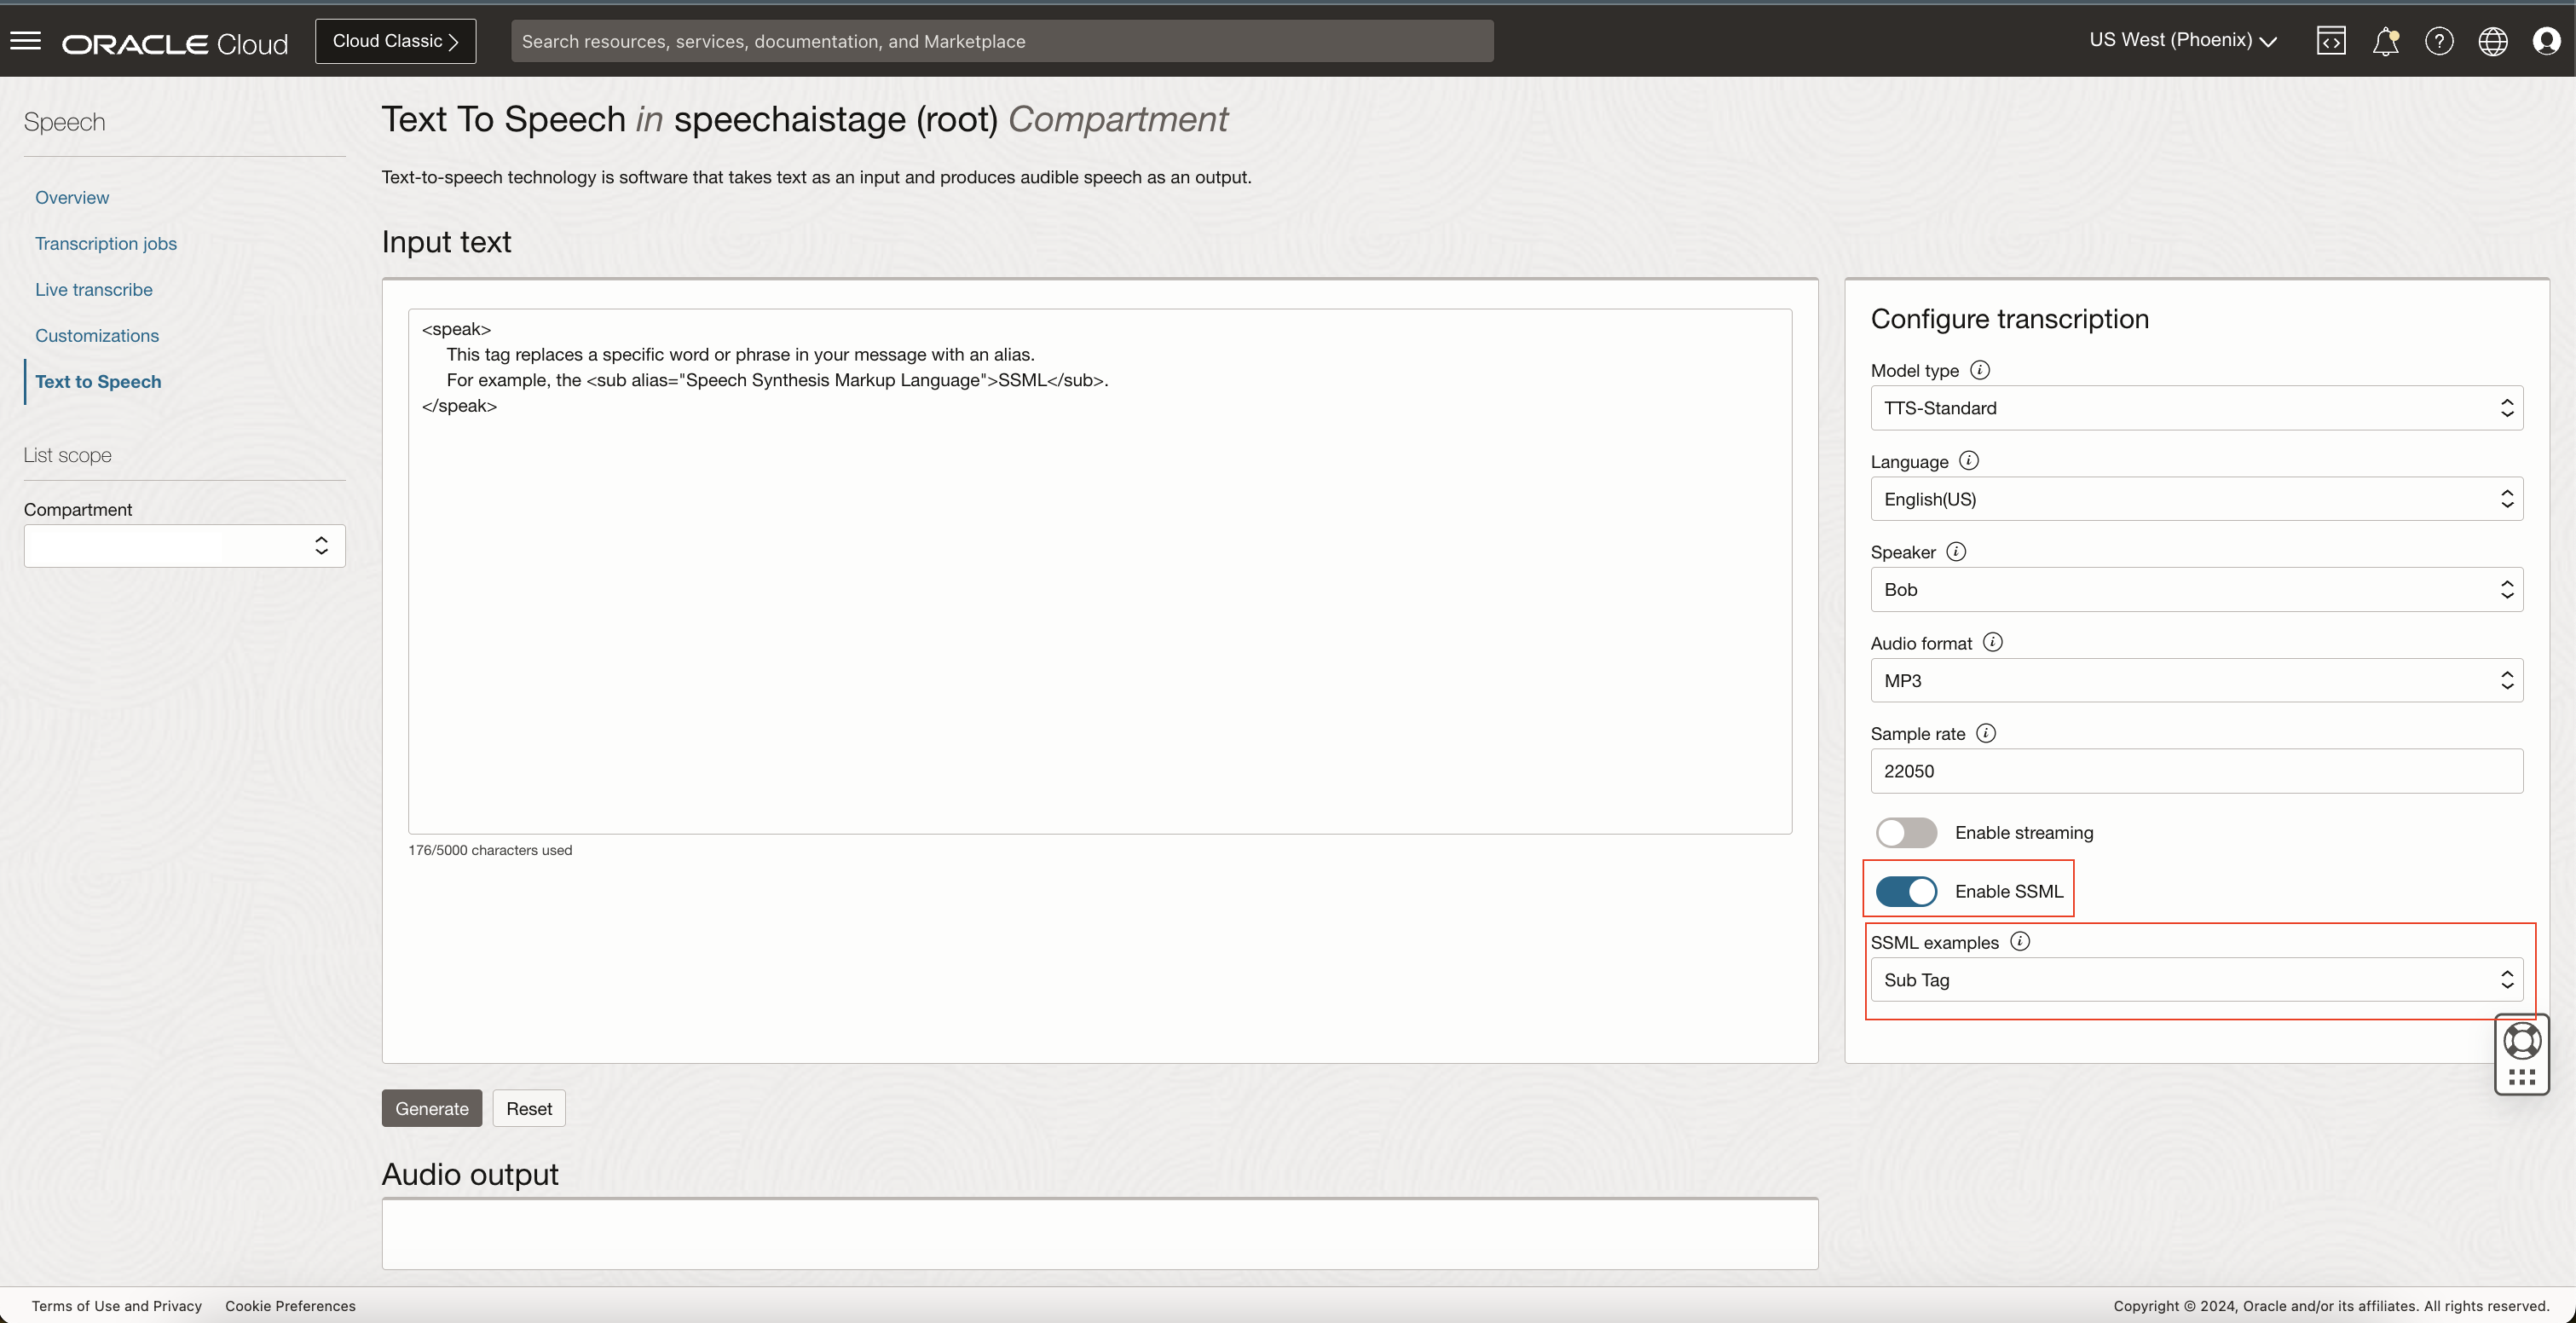 ORACLE Cloud
Cloud Classic
Search resources, services, documentation, and Marketplace
US West (Phoenix)
Speech
Overview
Transcription jobs
Live transcribe
Customizations
Text to Speech
List scope
Compartment
Text To Speech in speechaistage (root) Compartment
Text-to-speech technology is software that takes text as an input and produces audible speech as an output.
Input text
<speak>
This tag replaces a specific word or phrase in your message with an alias.
For example, the <sub alias="Speech Synthesis Markup Language">SSML</sub>.
</speak>
176/5000 characters used
Configure transcription
Model type
TTS-Standard
Language
English(US)
Speaker
Bob
Audio format
MP3
Sample rate
22050
Enable streaming
Enable SSML
SSML examples
Sub Tag
Generate
Reset
Audio output
Terms of Use and Privacy
Cookie Preferences
Copyright © 2024, Oracle and/or its affiliates. All rights reserved.